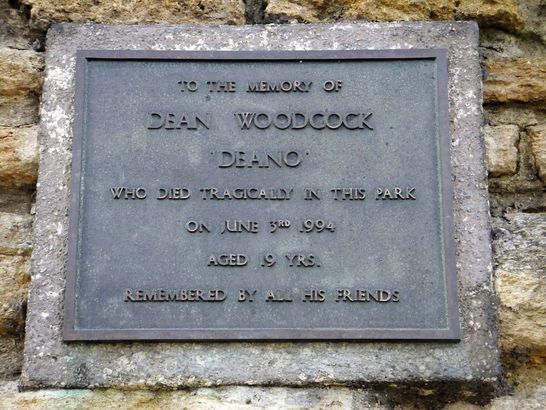 TO THE MEMORY OF
DEAN WOODCOCK
'DEANO'
WHO DIED TRAGICALLY IN THIS PARK
ON JUNE 3RD 1994
AGED 19 YRS.
REMEMBERED BY ALL HIS FRIENDS